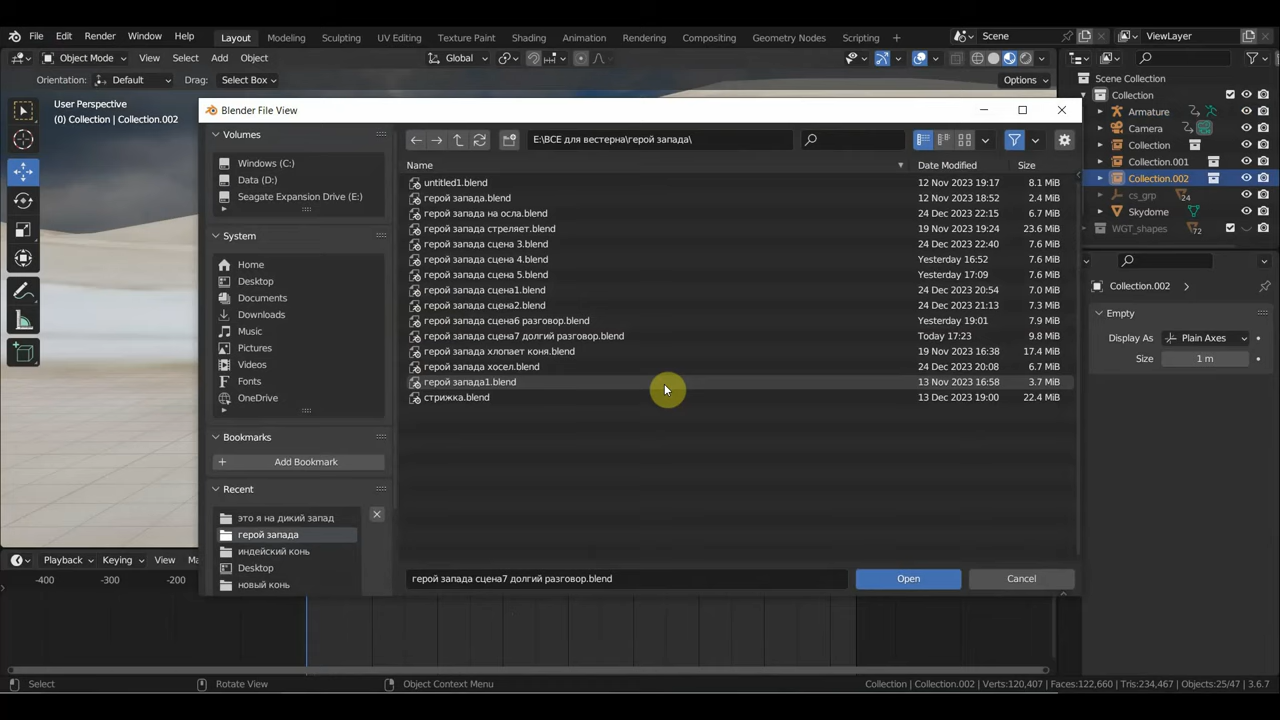 File Edit Render Window Help Layout Modeling Sculpting UV Editing Texture Paint Shading Animation Rendering Compositing Geometry Nodes Scripting + Scene ViewLayer
Object Mode View Select Add Object Global
Orientation: Default Drag: Select Box Options
User Perspective
(0) Collection | Collection.002
Scene Collection
Collection
Armature
Camera
Collection
Collection.001
Collection.002
cs_grp 24
Skydome
WGT_shapes 72
Collection.002
Empty
Display As Plain Axes
Size 1 m
Blender File View
Volumes
Windows (C:)
Data (D:)
Seagate Expansion Drive (E:)
System
Home
Desktop
Documents
Downloads
Music
Pictures
Videos
Fonts
OneDrive
Bookmarks
+ Add Bookmark
Recent
это я на дикий запад
герой запада
индейский конь
Desktop
новый конь
E:\ВСЕ для вестерна\герой запада\
Name Date Modified Size
untitled1.blend 12 Nov 2023 19:17 8.1 MiB
герой запада.blend 12 Nov 2023 18:52 2.4 MiB
герой запада на осла.blend 24 Dec 2023 22:15 6.7 MiB
герой запада стреляет.blend 19 Nov 2023 19:24 23.6 MiB
герой запада сцена 3.blend 24 Dec 2023 22:40 7.6 MiB
герой запада сцена 4.blend Yesterday 16:52 7.6 MiB
герой запада сцена 5.blend Yesterday 17:09 7.6 MiB
герой запада сцена1.blend 24 Dec 2023 20:54 7.0 MiB
герой запада сцена2.blend 24 Dec 2023 21:13 7.3 MiB
герой запада сцена6 разговор.blend Yesterday 19:01 7.9 MiB
герой запада сцена7 долгий разговор.blend Today 17:23 9.8 MiB
герой запада хлопает коня.blend 19 Nov 2023 16:38 17.4 MiB
герой запада хосел.blend 24 Dec 2023 20:08 6.7 MiB
герой запада1.blend 13 Nov 2023 16:58 3.7 MiB
стрижка.blend 13 Dec 2023 19:00 22.4 MiB
герой запада сцена7 долгий разговор.blend Open Cancel
Playback Keying View Ma
-400 -300 -200
Select Rotate View Object Context Menu Collection | Collection.002 | Verts:120,407 | Faces:122,660 | Tris:234,467 | Objects:25/47 | 3.6.7